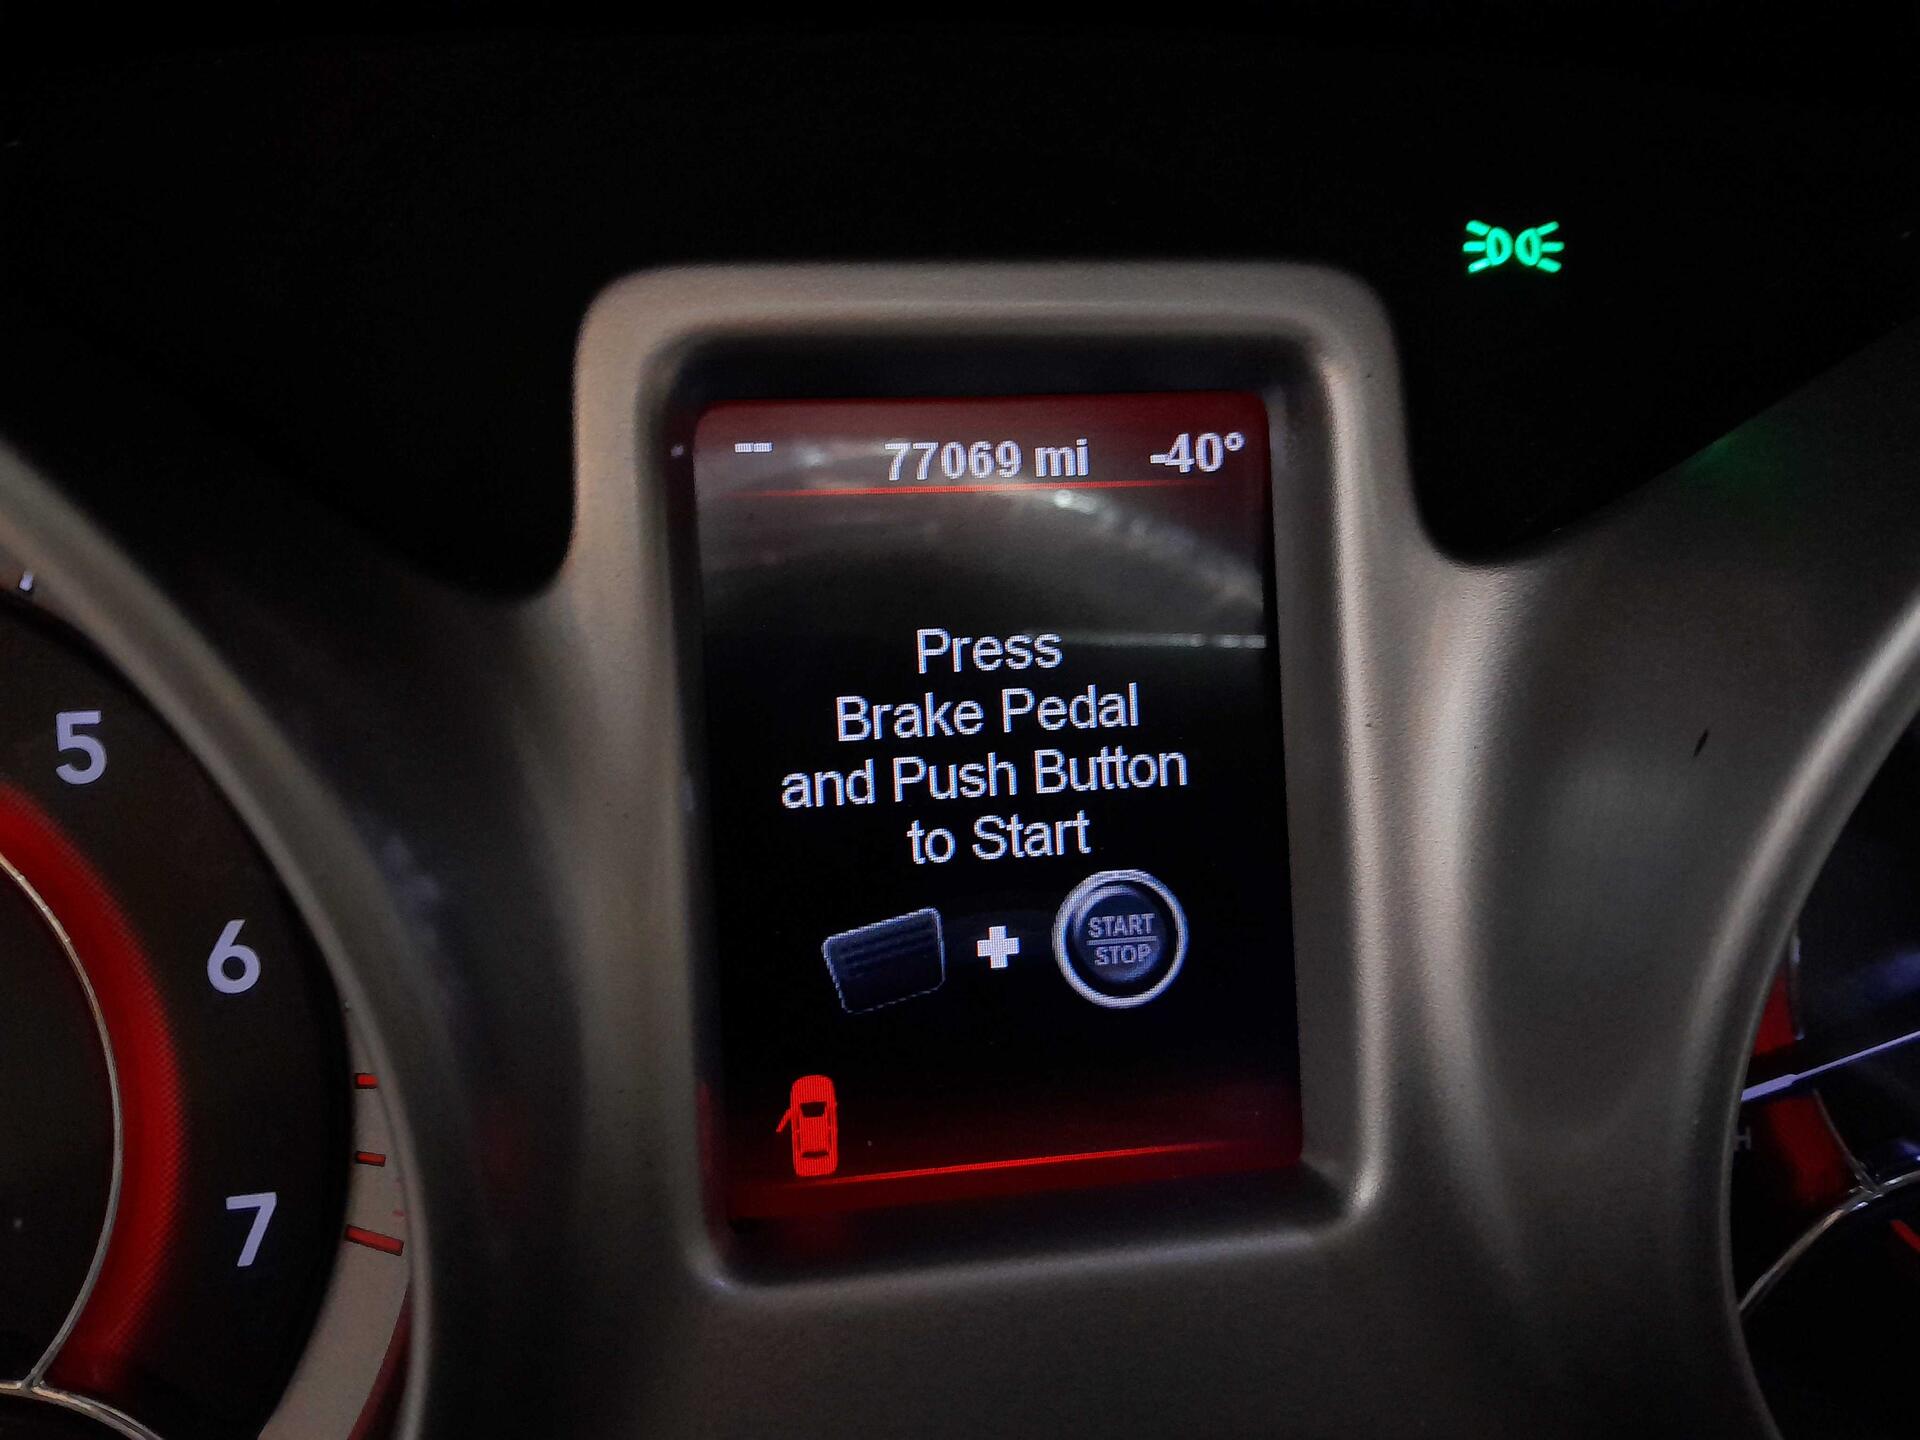 -- 77069 mi -40°
Press
Brake Pedal
and Push Button
to Start
START
STOP
5
6
7